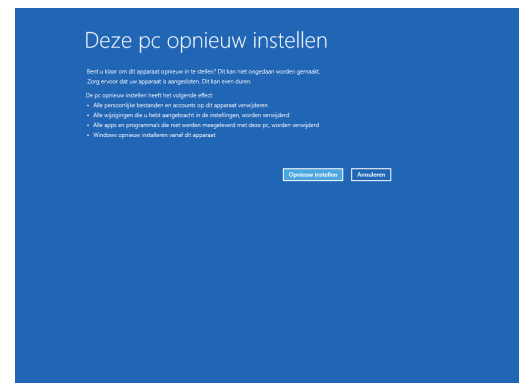 Deze pc opnieuw instellen
Bent u klaar om dit apparaat opnieuw in te stellen? Dit kan niet ongedaan worden gemaakt.
Zorg ervoor dat uw apparaat is aangesloten. Dit kan even duren.
De pc opnieuw instellen heeft het volgende effect:
• Alle persoonlijke bestanden en accounts op dit apparaat verwijderen
• Alle wijzigingen die u hebt aangebracht in de instellingen, worden verwijderd
• Alle apps en programma's die niet werden meegeleverd met deze pc, worden verwijderd
• Windows opnieuw installeren vanaf dit apparaat
Opnieuw instellen Annuleren